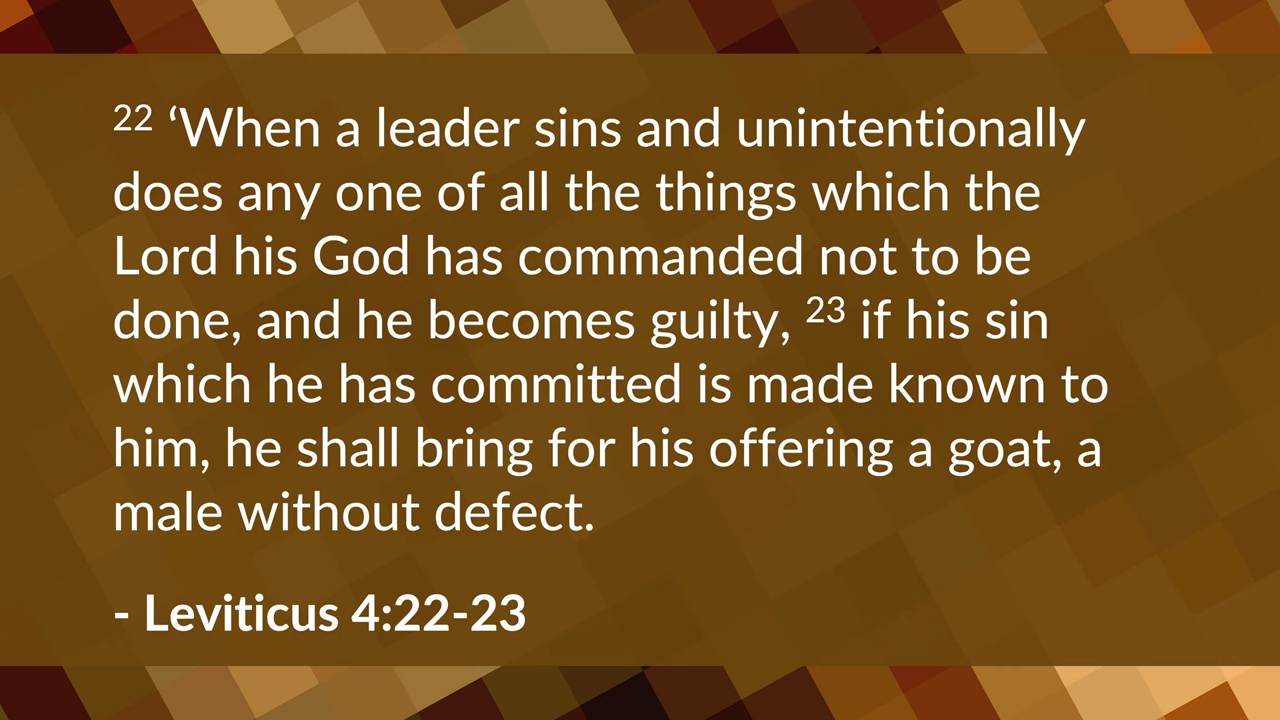 22 ‘When a leader sins and unintentionally
does any one of all the things which the
Lord his God has commanded not to be
done, and he becomes guilty, 23 if his sin
which he has committed is made known to
him, he shall bring for his offering a goat, a
male without defect.
- Leviticus 4:22-23